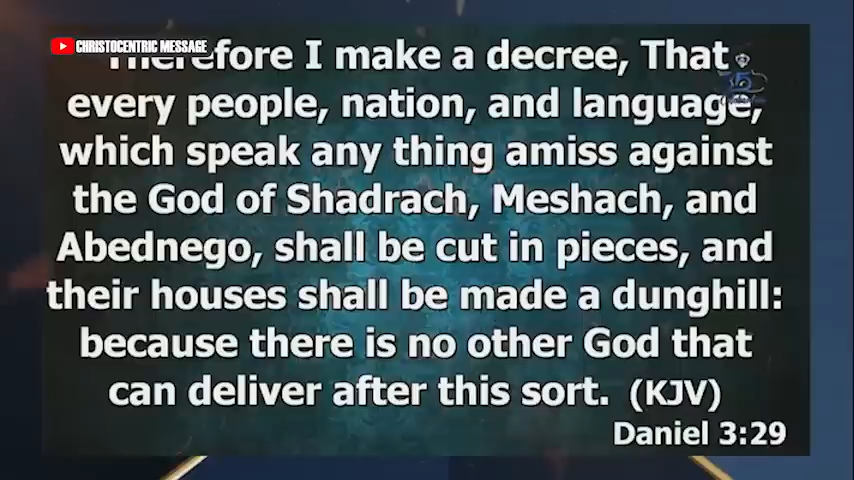 CHRISTOCENTRIC MESSAGE
Therefore I make a decree, That
every people, nation, and language,
which speak any thing amiss against
the God of Shadrach, Meshach, and
Abednego, shall be cut in pieces, and
their houses shall be made a dunghill:
because there is no other God that
can deliver after this sort. (KJV)
Daniel 3:29